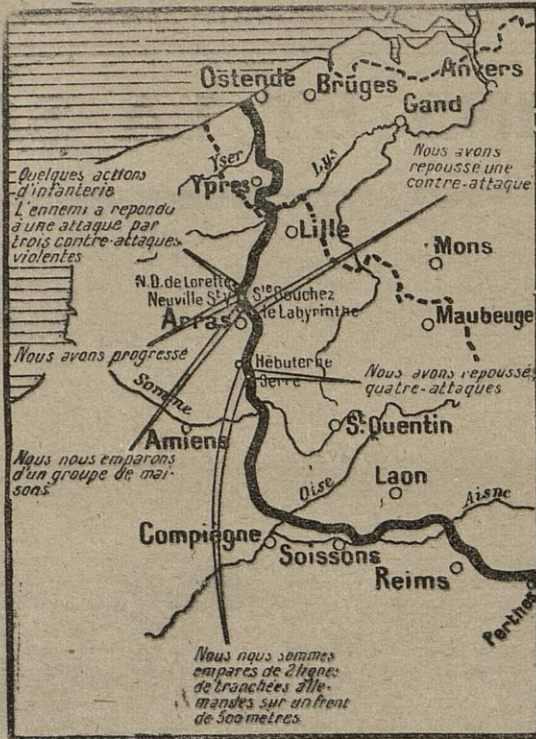 Ostende
Brüges
Anvers
Gand
Yser
Lys
Ypres
Nous avons
repoussé une
contre-attaque
Quelques actions
d'infanterie
L'ennemi a repondu
à une attaque par
trois contre-attaques
violentes
Lille
Mons
N.D. de Lorette
Neuville St V
Souchez
Le Labyrinthe
Arras
Maubeuge
Nous avons progressé
Hébuterne
Serre
Nous avons repoussé
quatre-attaques
Somme
Amiens
St Quentin
Nous nous emparons
d'un groupe de mai-
sons
Oise
Laon
Aisne
Compiègne
Soissons
Reims
Perthes
Nous nous sommes
emparés de 2 lignes
de tranchées alle-
mandes sur un front
de 500 mètres